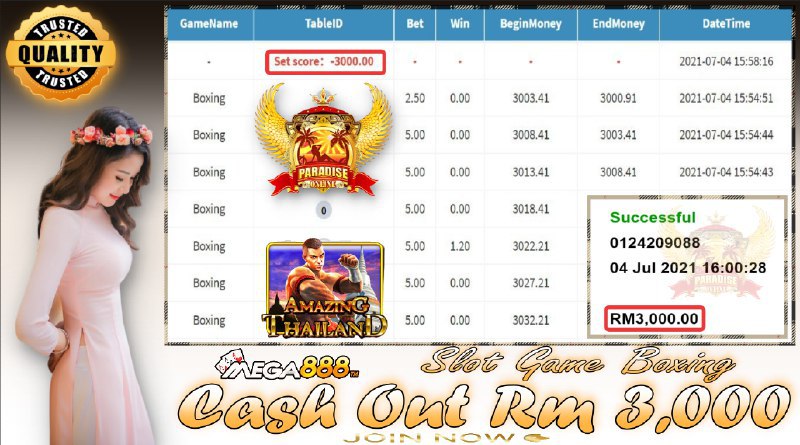 TRUSTED
QUALITY
TRUSTED
GameName TableID Bet Win BeginMoney EndMoney DateTime
- Set score: -3000.00 - - - - 2021-07-04 15:58:16
Boxing 2.50 0.00 3003.41 3000.91 2021-07-04 15:54:51
Boxing 5.00 0.00 3008.41 3003.41 2021-07-04 15:54:44
Boxing 5.00 0.00 3013.41 3008.41 2021-07-04 15:54:43
PARADISE
ONLINE
Boxing 0 5.00 0.00 3018.41
Boxing 5.00 1.20 3022.21
Boxing 5.00 0.00 3027.21
Boxing 5.00 0.00 3032.21
AMAZING
THAILAND
Successful
0124209088
04 Jul 2021 16:00:28
PARADISE
RM3,000.00
MEGA888 TM
Slot Game Boxing
Cash Out Rm 3,000
JOIN NOW